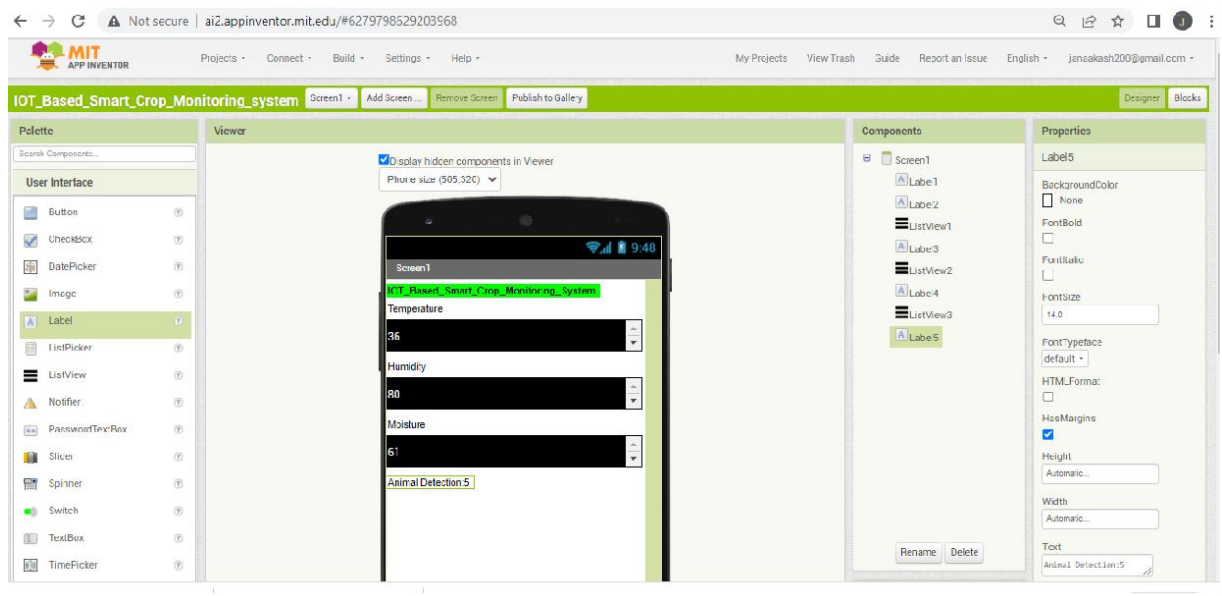 Not secure | ai2.appinventor.mit.edu/#6279798629203968
MIT
APP INVENTOR
Projects Connect Build Settings Help My Projects View Trash Guide Report an Issue English jansakash200@gmail.com
IOT_Based_Smart_Crop_Monitoring_system Screen1 Add Screen ... Remove Screen Publish to Gallery Designer Blocks
Palette
Search Components...
User Interface
Button
CheckBox
DatePicker
Image
Label
ListPicker
ListView
Notifier
PasswordTextBox
Slider
Spinner
Switch
TextBox
TimePicker
Viewer
Display hidden components in Viewer
Phone size (505,320)
9:48
Screen1
IOT_Based_Smart_Crop_Monitoring_System
Temperature
36
Humidity
80
Moisture
61
Animal Detection:5
Components
Screen1
Label1
Label2
ListView1
Label3
ListView2
Label4
ListView3
Label5
Rename Delete
Properties
Label5
BackgroundColor
None
FontBold
FontItalic
FontSize
14.0
FontTypeface
default
HTMLFormat
HasMargins
Height
Automatic...
Width
Automatic...
Text
Animal Detection:5